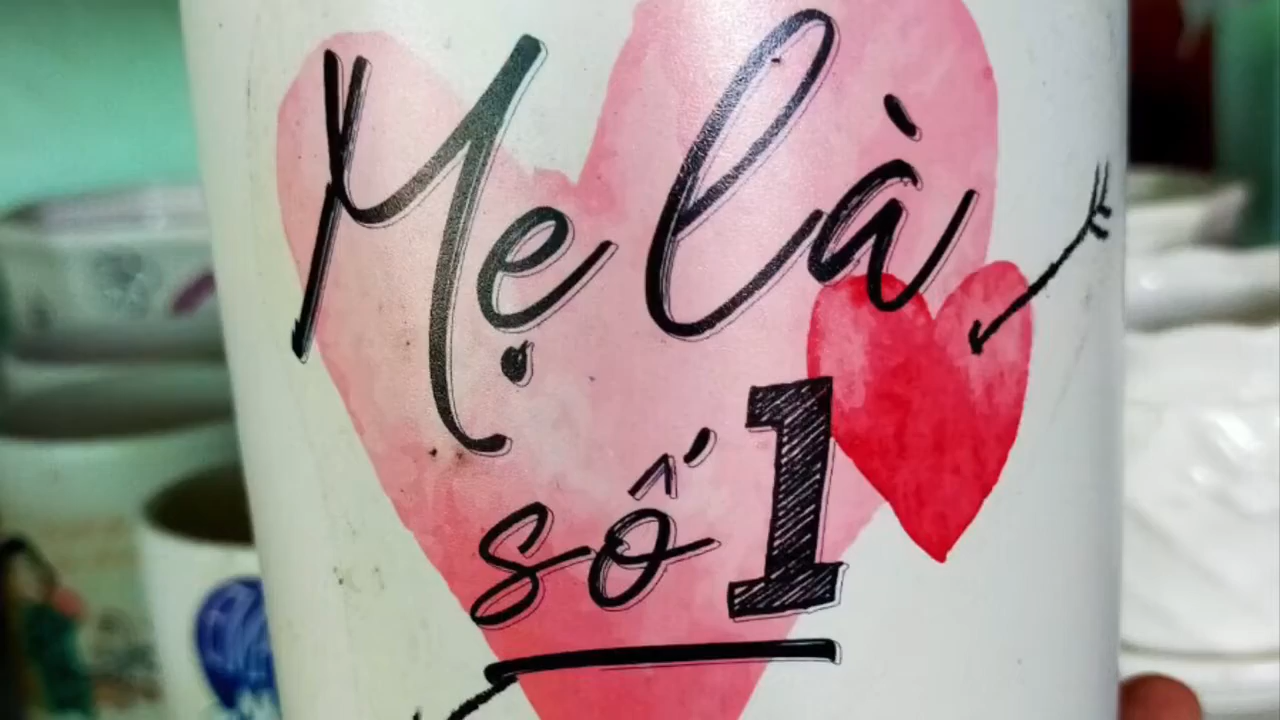 Mẹ là
số 1